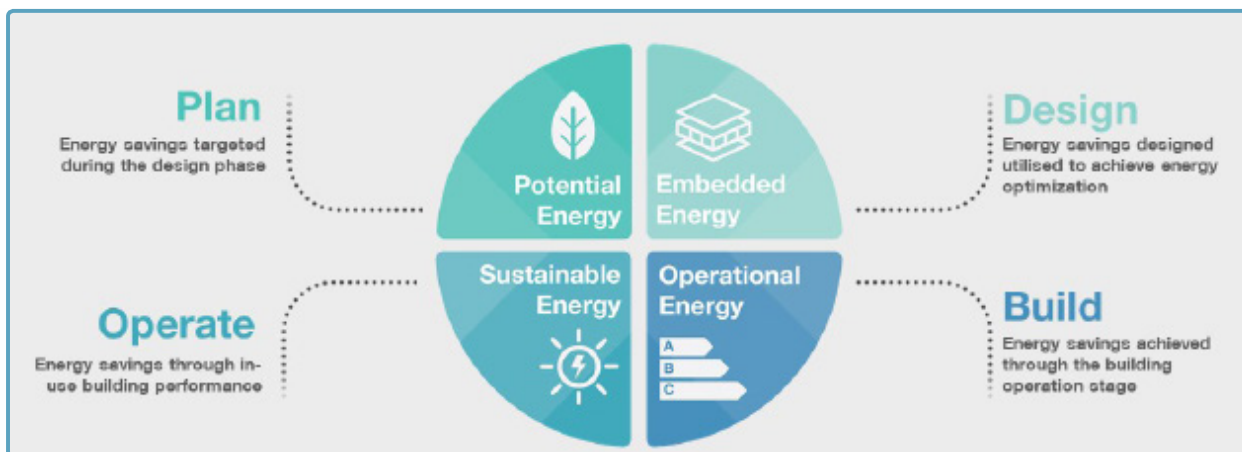 Plan
Energy savings targeted
during the design phase
Potential
Energy
Embedded
Energy
Design
Energy savings designed
utilised to achieve energy
optimization
Operate
Energy savings through in-
use building performance
Sustainable
Energy
Operational
Energy
A
B
C
Build
Energy savings achieved
through the building
operation stage